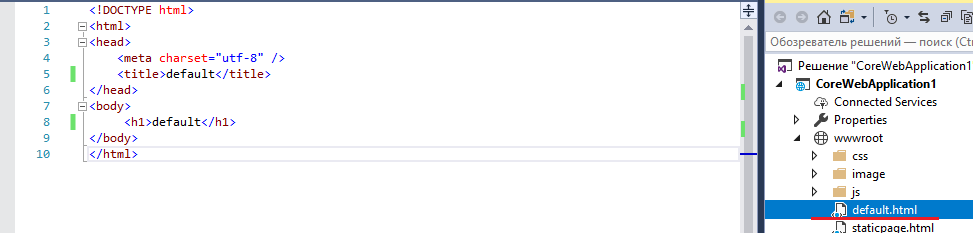 1 <!DOCTYPE html>
2 <html>
3 <head>
4 <meta charset="utf-8" />
5 <title>default</title>
6 </head>
7 <body>
8 <h1>default</h1>
9 </body>
10 </html>
Обозреватель решений — поиск (Ctr
Решение "CoreWebApplication1
CoreWebApplication1
Connected Services
Properties
wwwroot
css
image
js
default.html
staticpage.html